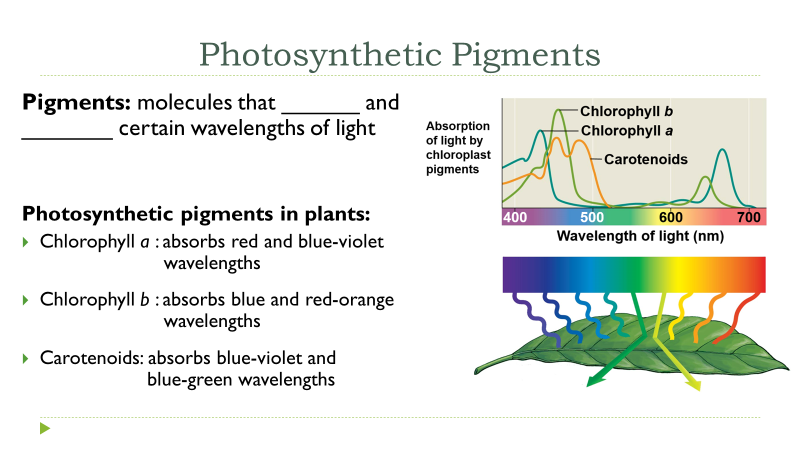 Photosynthetic Pigments
Pigments: molecules that _______ and
________ certain wavelengths of light
Photosynthetic pigments in plants:
Chlorophyll a : absorbs red and blue-violet
wavelengths
Chlorophyll b : absorbs blue and red-orange
wavelengths
Carotenoids: absorbs blue-violet and
blue-green wavelengths
Absorption
of light by
chloroplast
pigments
Chlorophyll b
Chlorophyll a
Carotenoids
400 500 600 700
Wavelength of light (nm)